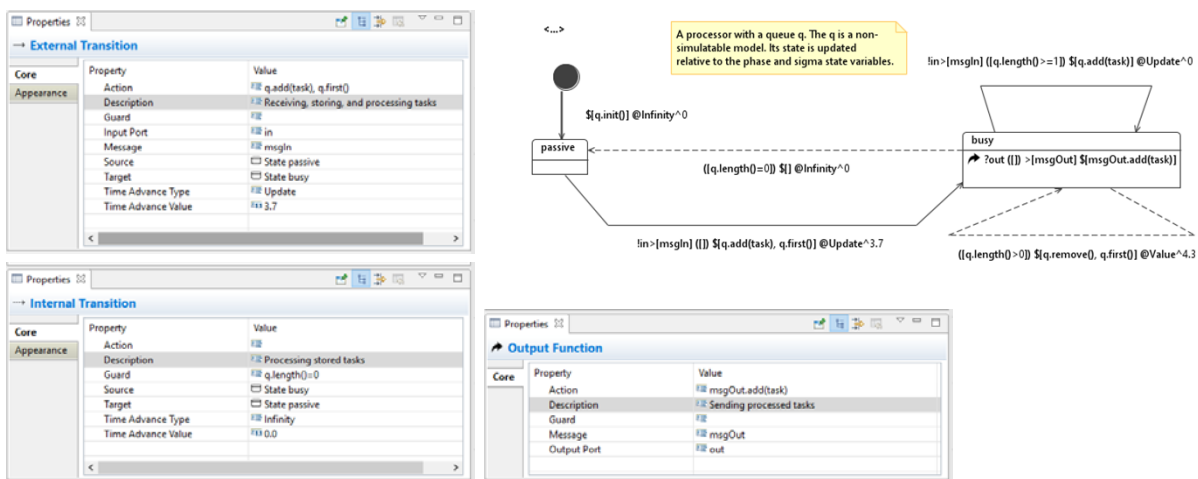 Properties
External Transition
Core
Appearance
Property Value
Action q.add(task), q.first()
Description Receiving, storing, and processing tasks
Guard
Input Port in
Message msgIn
Source State passive
Target State busy
Time Advance Type Update
Time Advance Value 3.7
Properties
Internal Transition
Core
Appearance
Property Value
Action
Description Processing stored tasks
Guard q.length()=0
Source State busy
Target State passive
Time Advance Type Infinity
Time Advance Value 0.0
<...>
A processor with a queue q. The q is a non-
simulatable model. Its state is updated
relative to the phase and sigma state variables.
$[q.init()] @Infinity^0
passive
!in>[msgIn] ([q.length()>=1]) $[q.add(task)] @Update^0
busy
?out ([]) >[msgOut] $[msgOut.add(task)]
([q.length()=0]) $[] @Infinity^0
!in>[msgIn] ([]) $[q.add(task), q.first()] @Update^3.7
([q.length()>0]) $[q.remove(), q.first()] @Value^4.3
Properties
Output Function
Core
Property Value
Action msgOut.add(task)
Description Sending processed tasks
Guard
Message msgOut
Output Port out